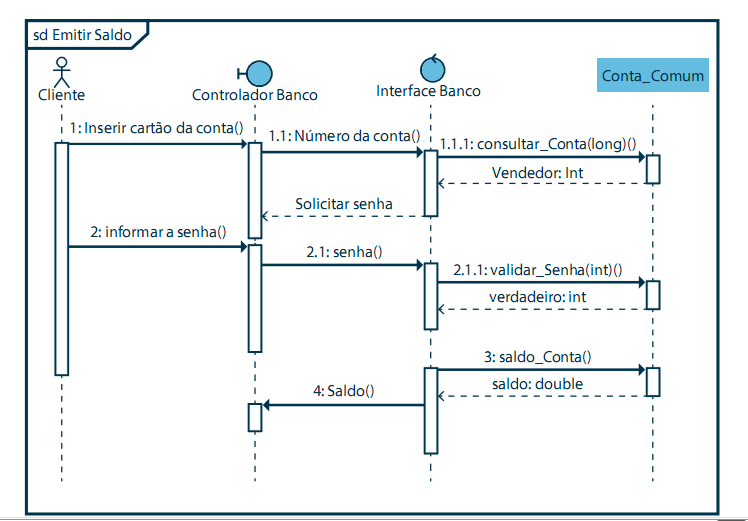 sd Emitir Saldo
Cliente
Controlador Banco
Interface Banco
Conta_Comum
1: Inserir cartão da conta()
1.1: Número da conta()
1.1.1: consultar_Conta(long)()
Vendedor: Int
Solicitar senha
2: informar a senha()
2.1: senha()
2.1.1: validar_Senha(int)()
verdadeiro: int
3: saldo_Conta()
saldo: double
4: Saldo()